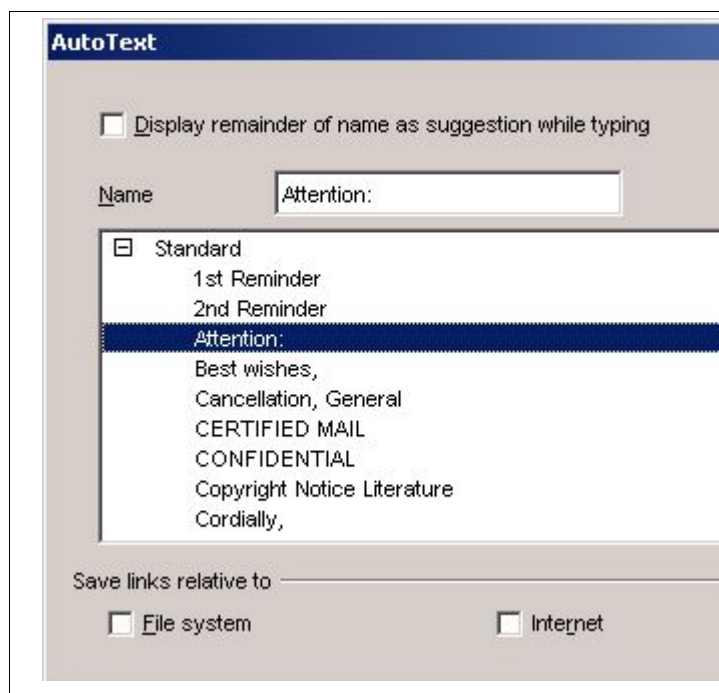 AutoText
Display remainder of name as suggestion while typing
Name Attention:
Standard
1st Reminder
2nd Reminder
Attention:
Best wishes,
Cancellation, General
CERTIFIED MAIL
CONFIDENTIAL
Copyright Notice Literature
Cordially,
Save links relative to
File system Internet